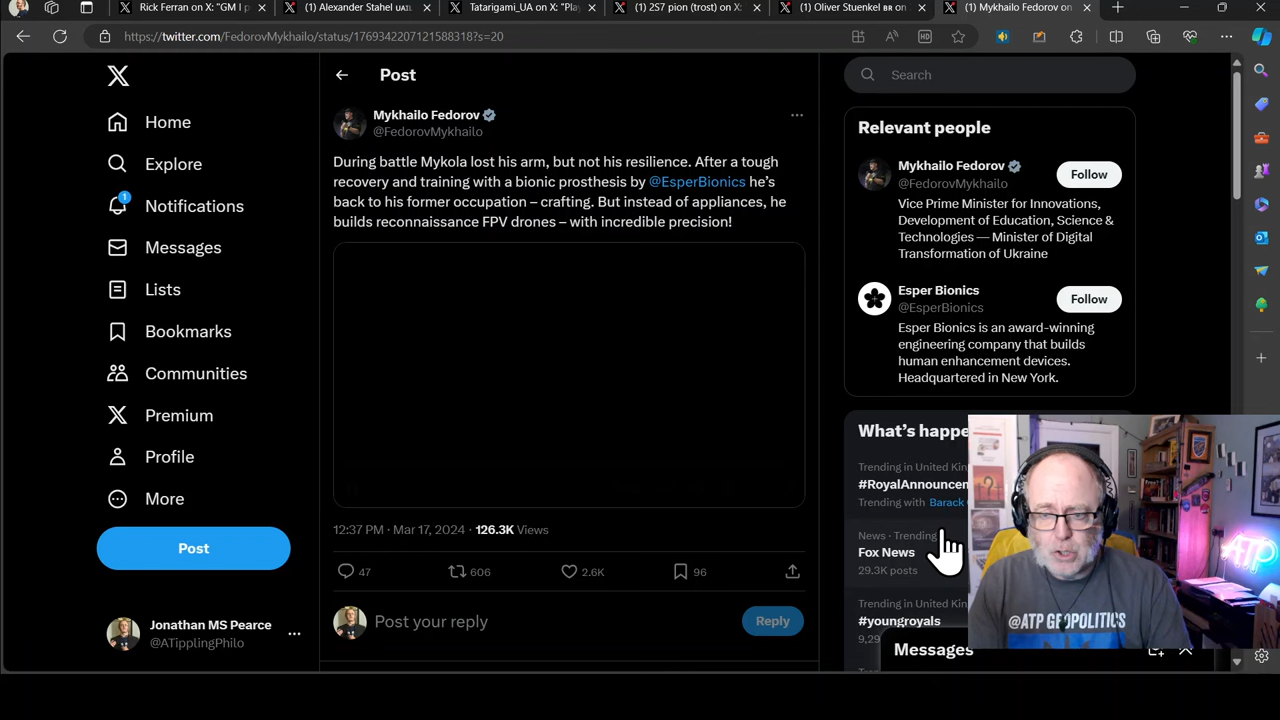 Rick Ferran on X: "GM I p
(1) Alexander Stahel UA
Tatarigami_UA on X: "Pla
(1) 2S7 pion (trost) on X:
(1) Oliver Stuenkel BR on
(1) Mykhailo Fedorov on
https://twitter.com/FedorovMykhailo/status/1769342207121588318?s=20
Post
Search
Home
Explore
1
Notifications
Messages
Lists
Bookmarks
Communities
Premium
Profile
More
Post
Jonathan MS Pearce
@ATipplingPhilo
Mykhailo Fedorov
@FedorovMykhailo
During battle Mykola lost his arm, but not his resilience. After a tough
recovery and training with a bionic prosthesis by @EsperBionics he's
back to his former occupation – crafting. But instead of appliances, he
builds reconnaissance FPV drones – with incredible precision!
12:37 PM · Mar 17, 2024 · 126.3K Views
47
606
2.6K
96
Post your reply
Reply
Relevant people
Mykhailo Fedorov
@FedorovMykhailo
Follow
Vice Prime Minister for Innovations,
Development of Education, Science &
Technologies — Minister of Digital
Transformation of Ukraine
Esper Bionics
@EsperBionics
Follow
Esper Bionics is an award-winning
engineering company that builds
human enhancement devices.
Headquartered in New York.
What's happe
Trending in United Kin
#RoyalAnnouncen
Trending with Barack
News · Trending
Fox News
29.3K posts
Trending in United Kin
#youngroyals
9,29
Messages
@ATP GEOPOLITICS
ATP